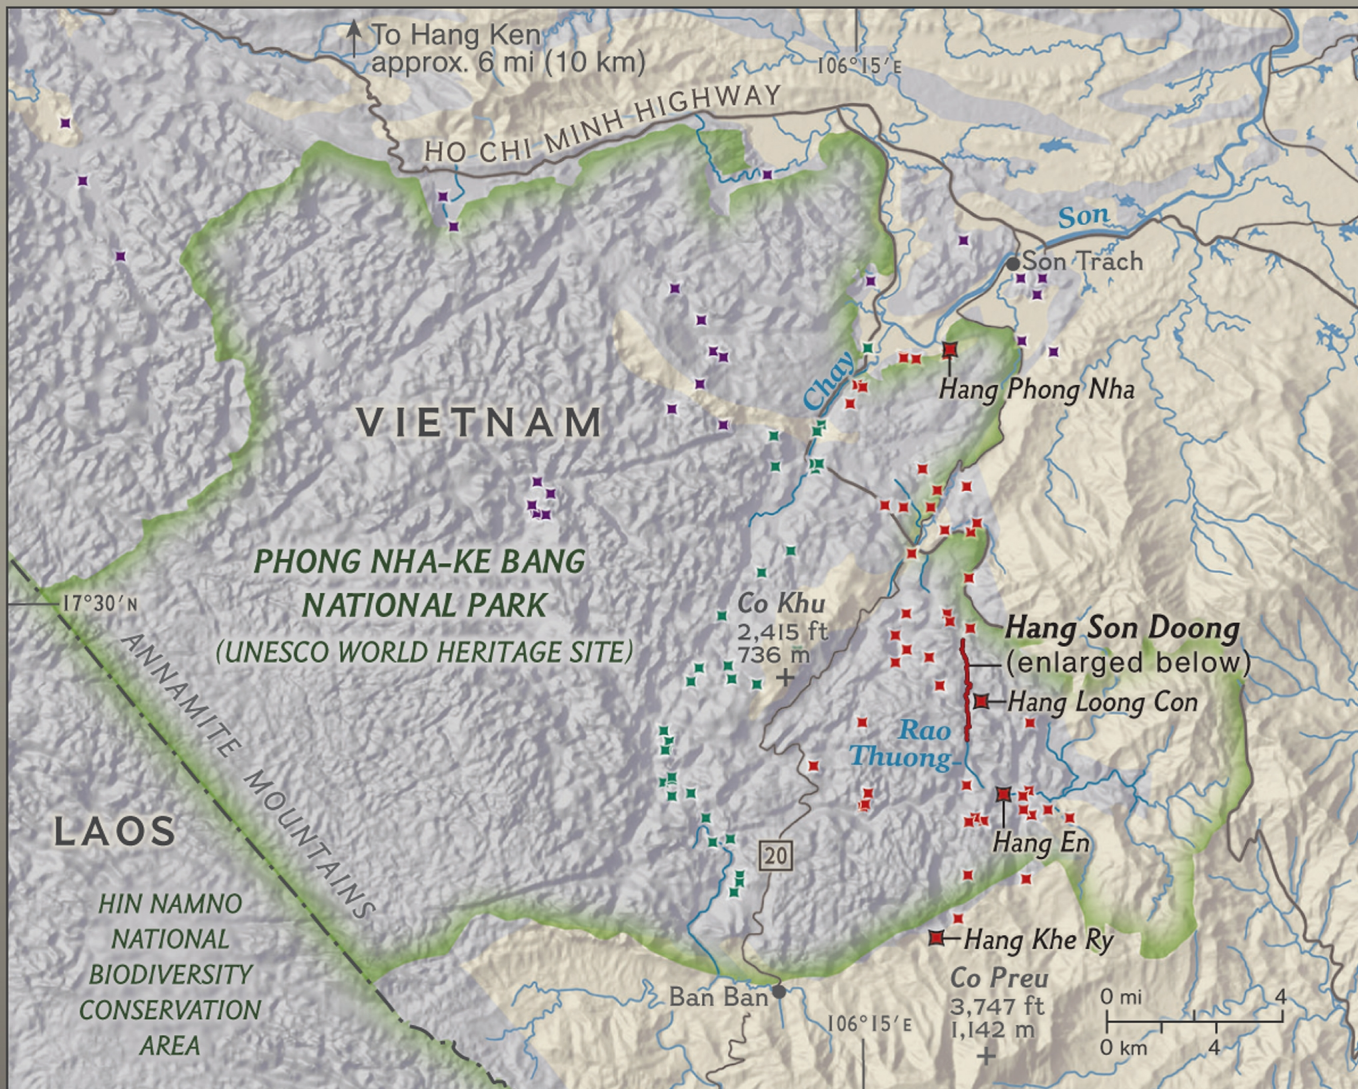 To Hang Ken
approx. 6 mi (10 km)
106°15′E
HO CHI MINH HIGHWAY
Son
Son Trach
Chay
Hang Phong Nha
VIETNAM
PHONG NHA–KE BANG
NATIONAL PARK
(UNESCO WORLD HERITAGE SITE)
17°30′N
Co Khu
2,415 ft
736 m
Hang Son Doong
(enlarged below)
Hang Loong Con
Rao
Thuong
ANNAMITE MOUNTAINS
LAOS
20
Hang En
HIN NAMNO
NATIONAL
BIODIVERSITY
CONSERVATION
AREA
Hang Khe Ry
Co Preu
3,747 ft
1,142 m
Ban Ban
106°15′E
0 mi 4
0 km 4